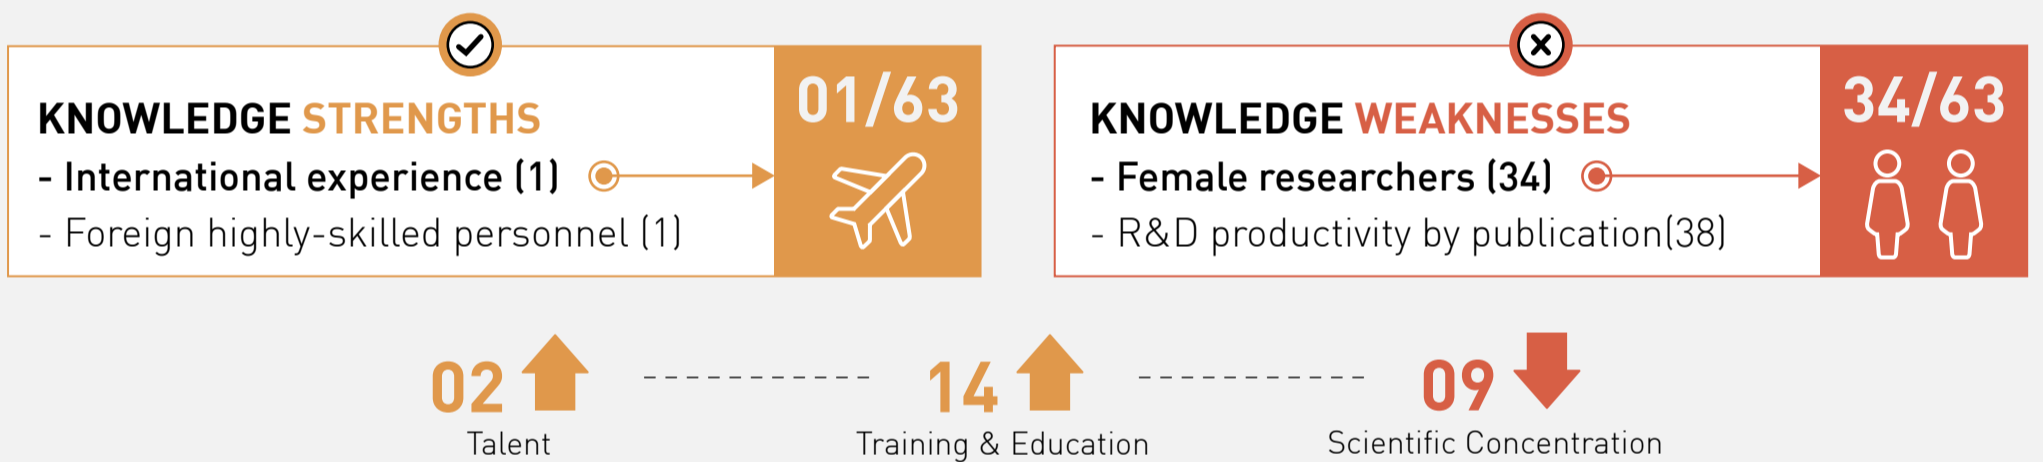 KNOWLEDGE STRENGTHS
- International experience (1)
- Foreign highly-skilled personnel (1)
01/63
KNOWLEDGE WEAKNESSES
- Female researchers (34)
- R&D productivity by publication(38)
34/63
02
Talent
14
Training & Education
09
Scientific Concentration